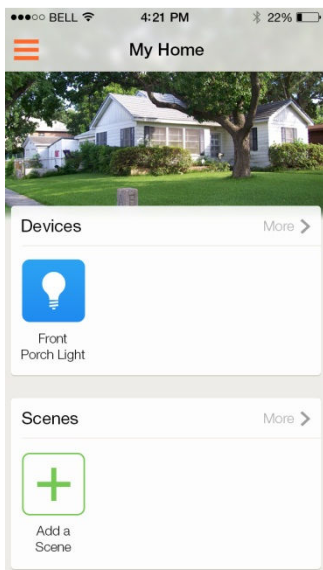 BELL 4:21 PM 22%
My Home
Devices More
Front
Porch Light
Scenes More
Add a
Scene